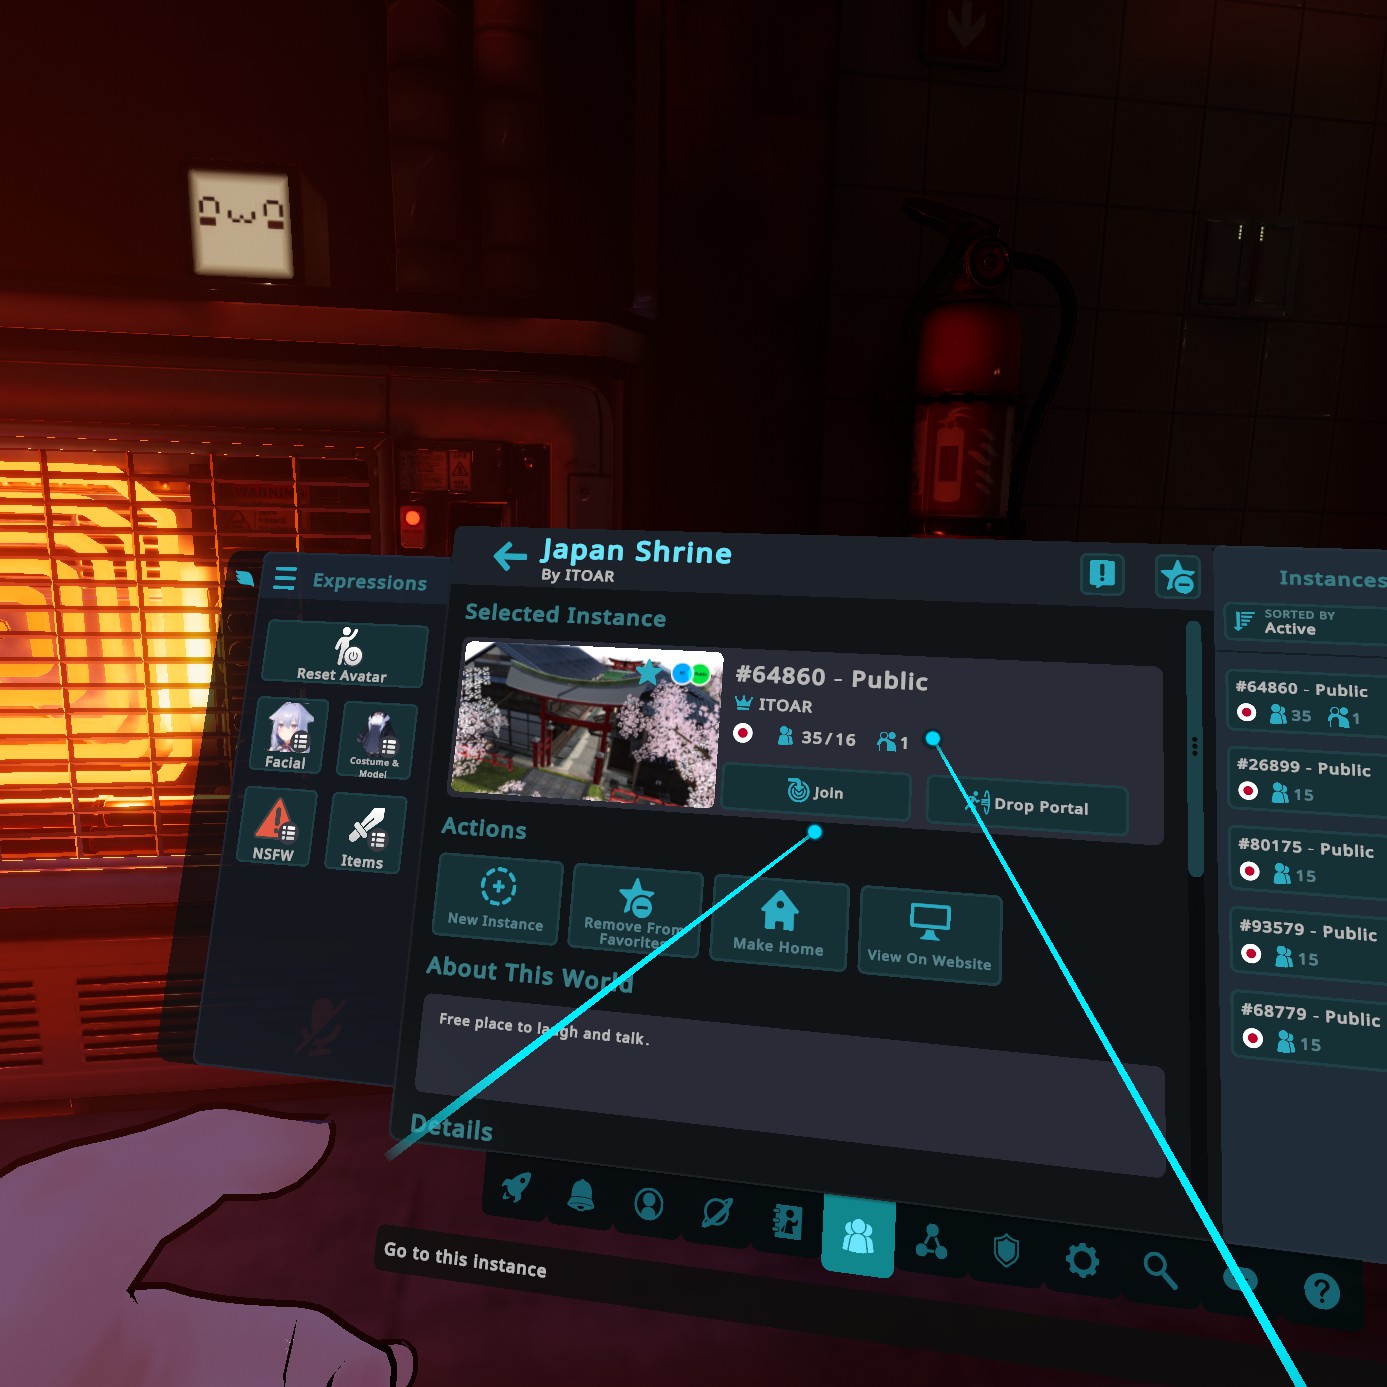 Expressions
Reset Avatar
Facial
Costume &
Model
NSFW
Items
Japan Shrine
By ITOAR
Selected Instance
#64860 - Public
ITOAR
35/16
1
Join
Drop Portal
Actions
New Instance
Remove From
Favorites
Make Home
View On Website
About This World
Free place to laugh and talk.
Details
Instances
SORTED BY
Active
#64860 - Public
35
1
#26899 - Public
15
#80175 - Public
15
#93579 - Public
15
#68779 - Public
15
Go to this instance
WARNING